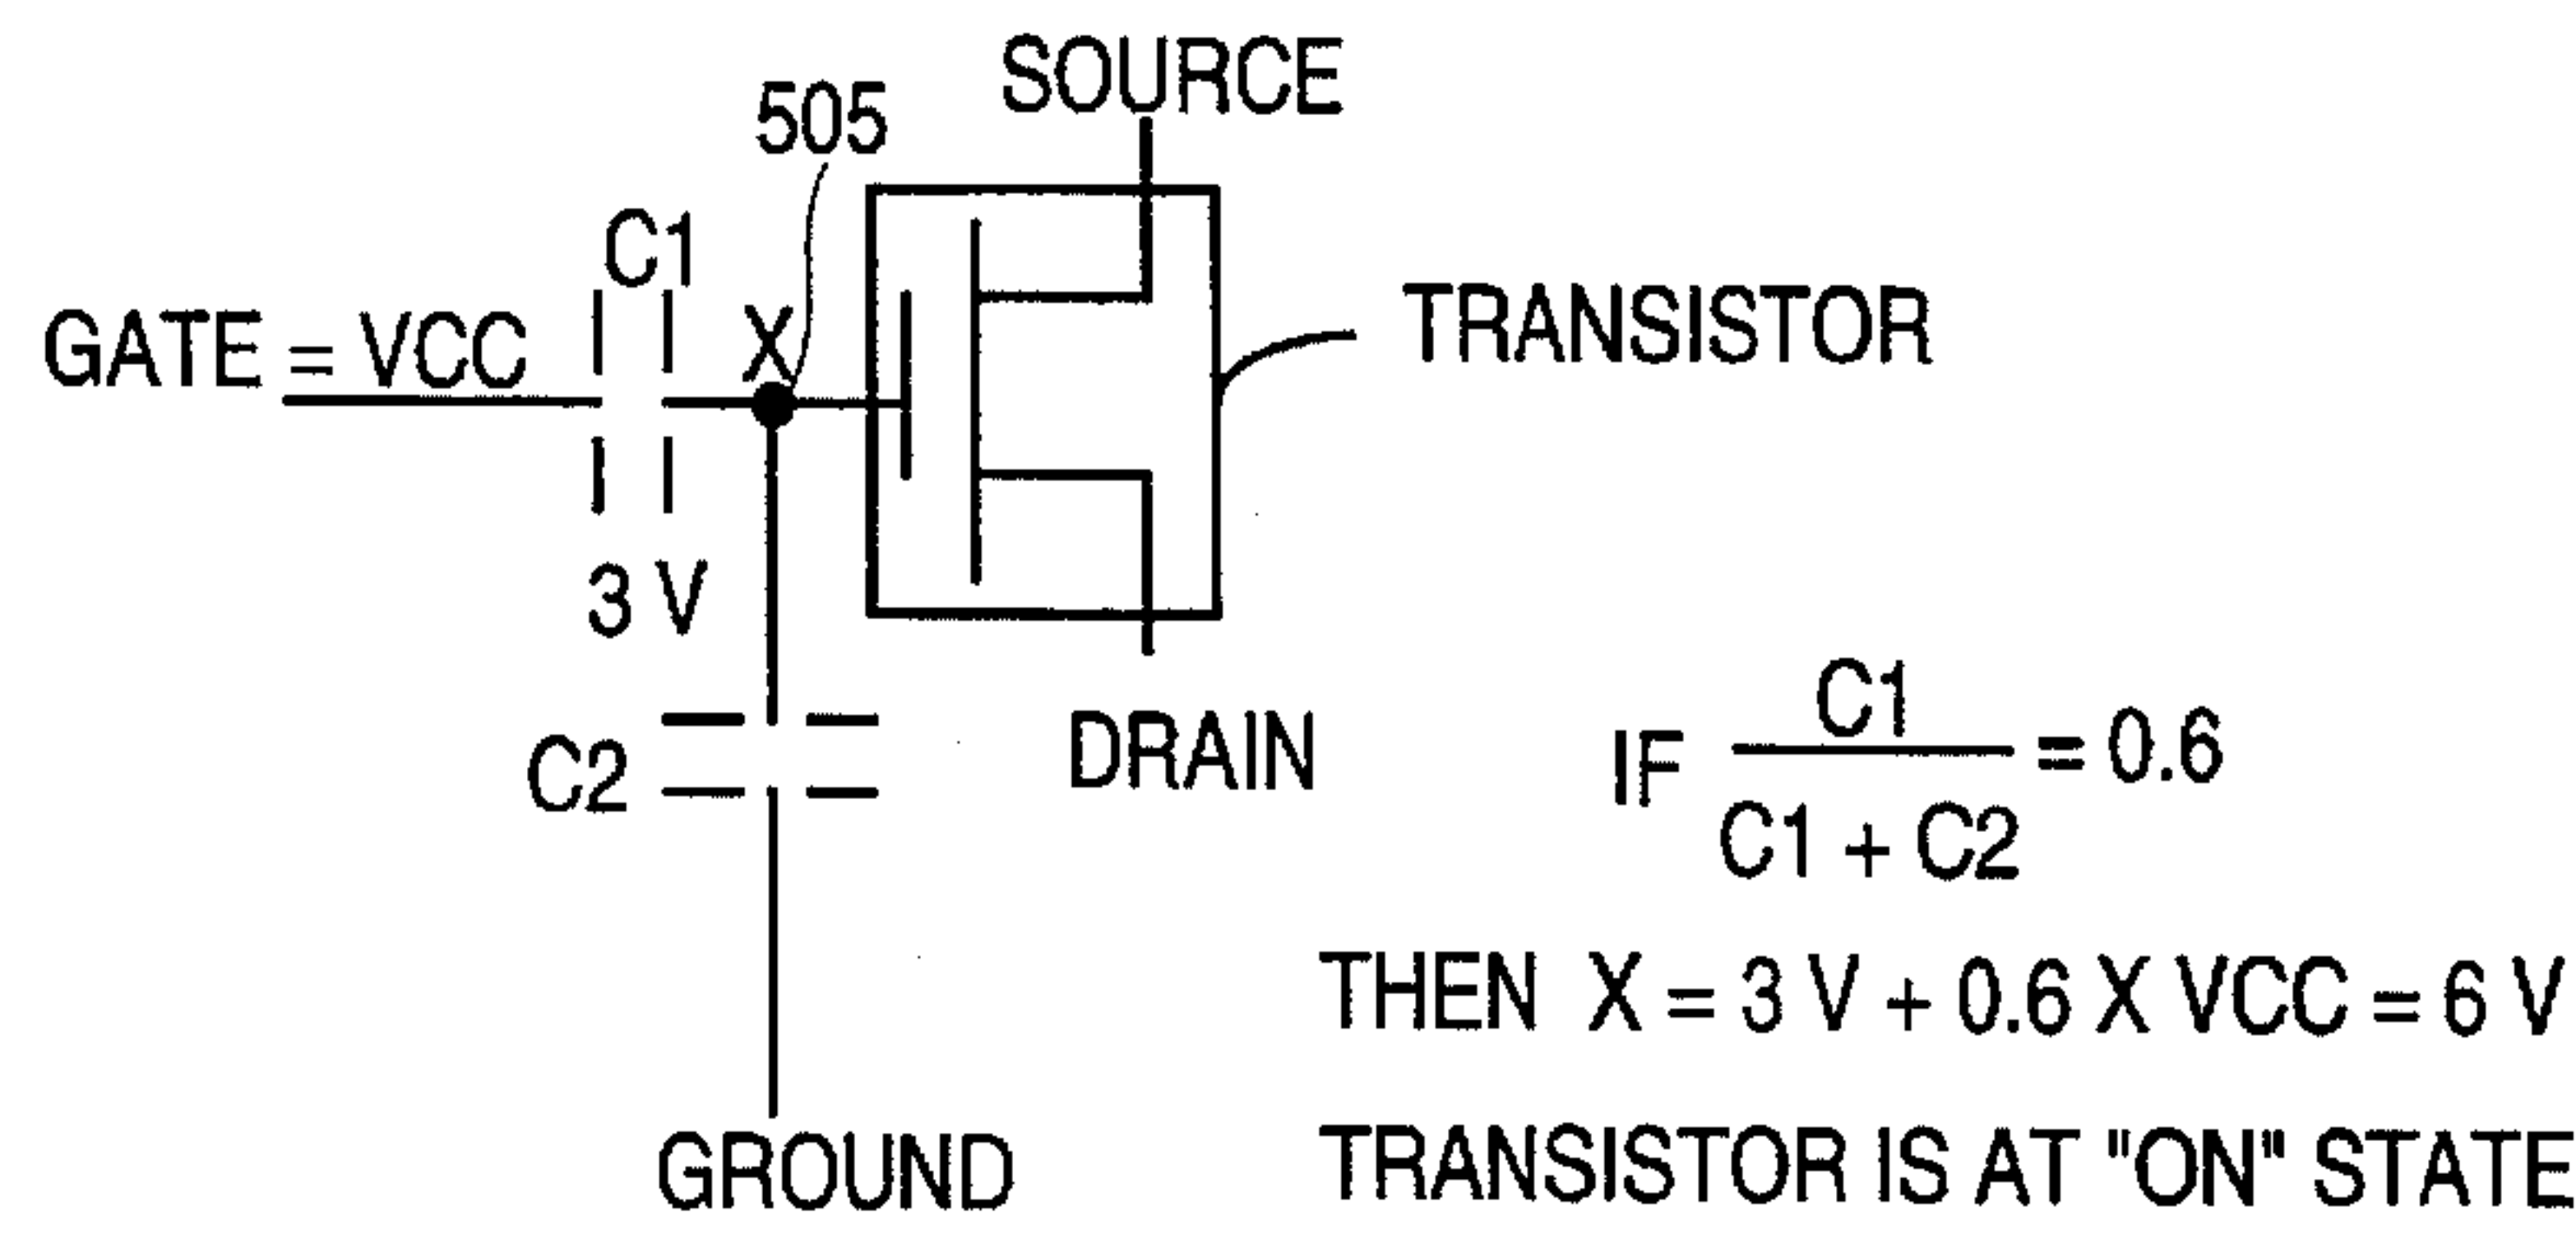 SOURCE
505
C1
GATE = VCC
X
TRANSISTOR
3 V
C2
DRAIN
IF C1 / C1 + C2 = 0.6
THEN X = 3 V + 0.6 X VCC = 6 V
GROUND
TRANSISTOR IS AT "ON" STATE